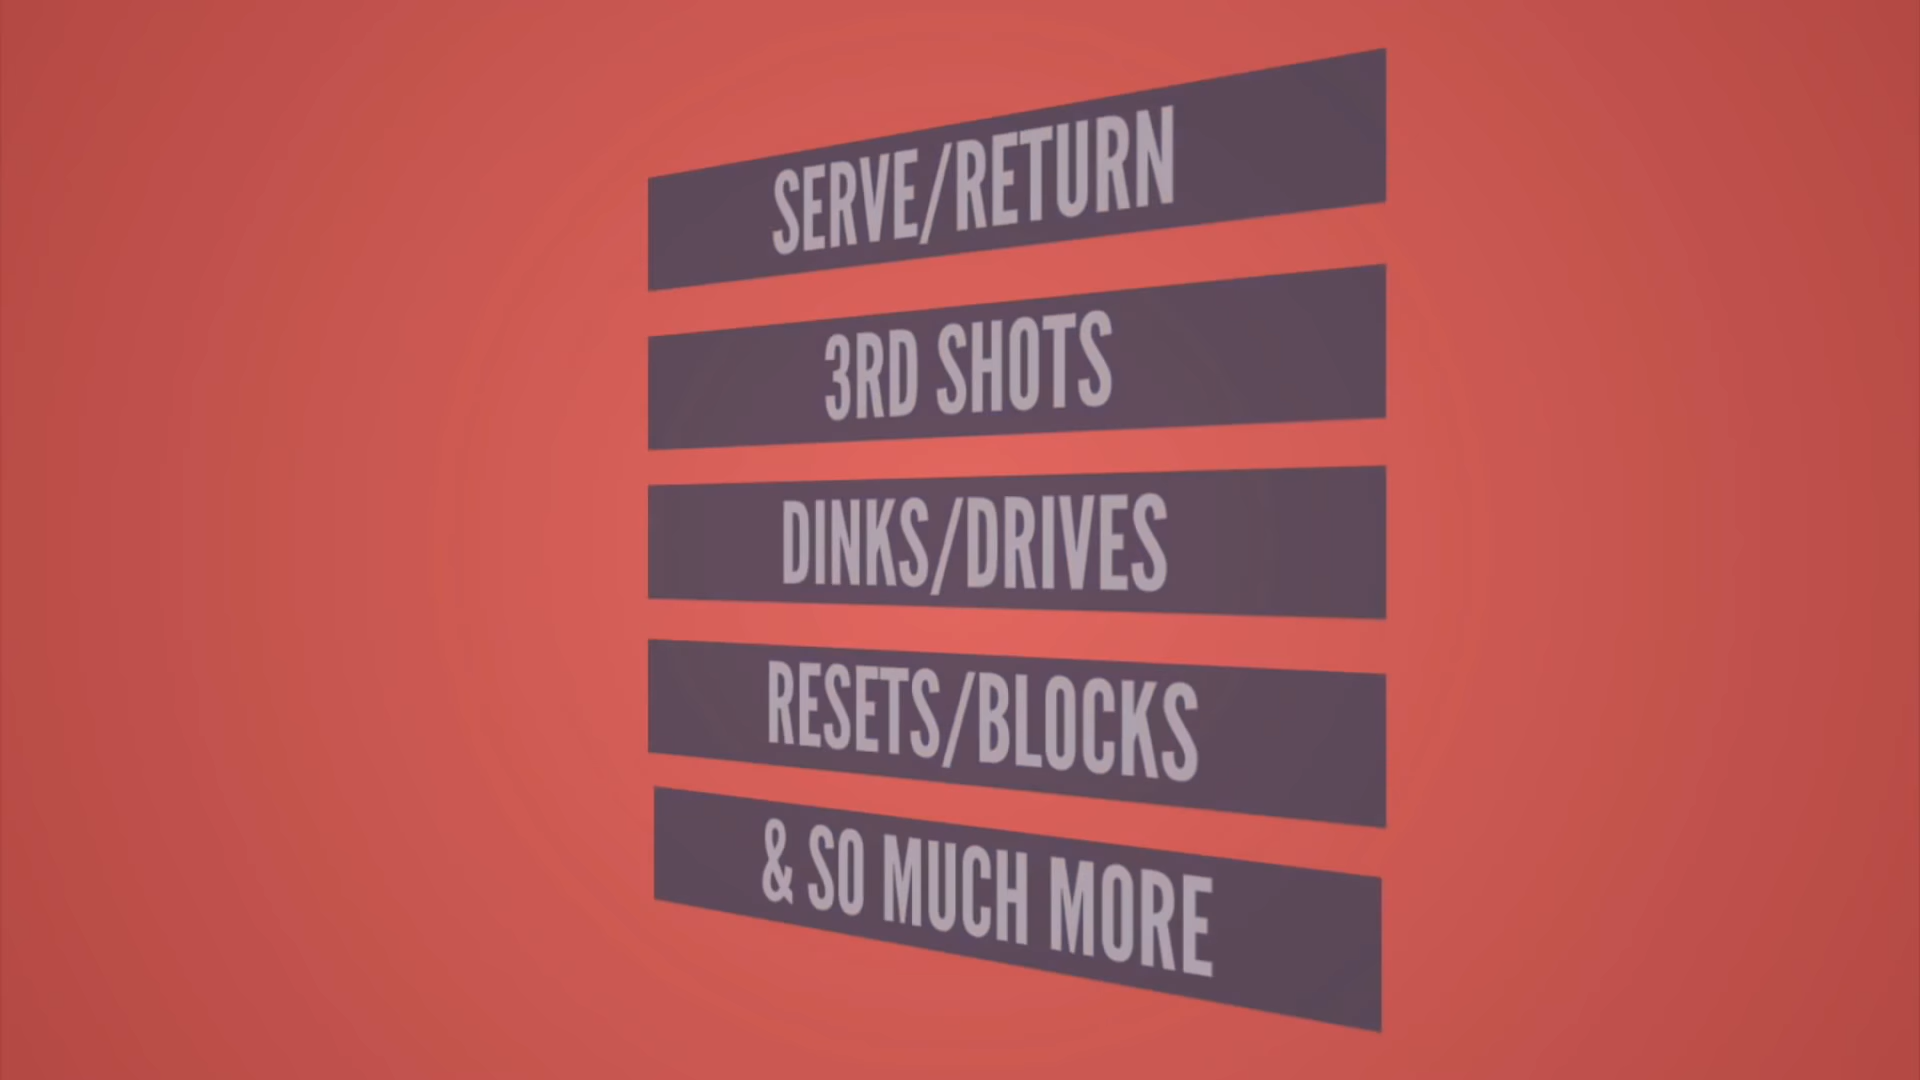 SERVE/RETURN
3RD SHOTS
DINKS/DRIVES
RESETS/BLOCKS
& SO MUCH MORE